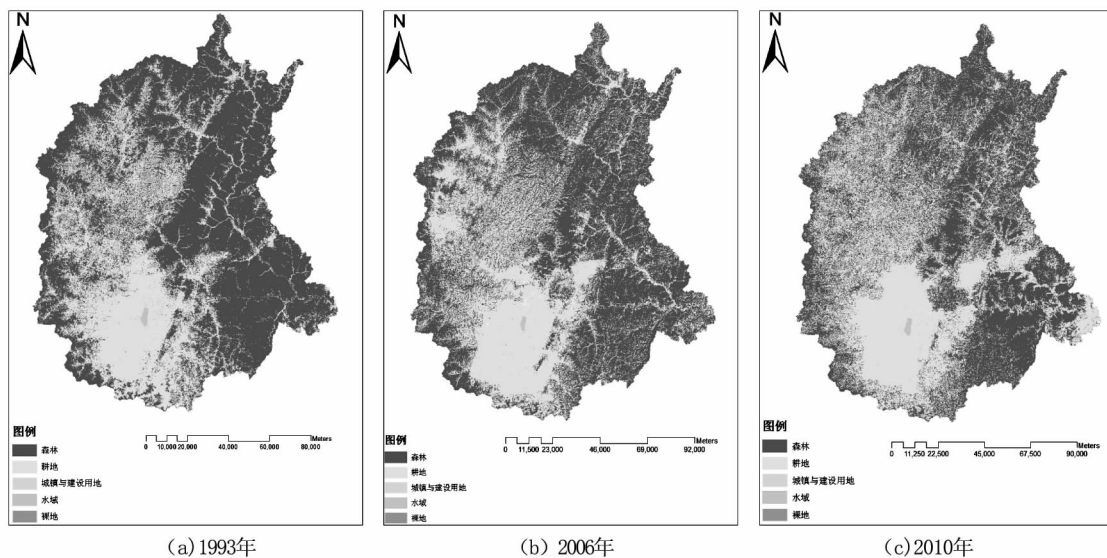 N
图例
森林
耕地
城镇与建设用地
水域
裸地
0 10,000 20,000 40,000 60,000 80,000
Meters
(a)1993年
N
图例
森林
耕地
城镇与建设用地
水域
裸地
0 11,500 23,000 46,000 69,000 92,000
Meters
(b) 2006年
N
图例
森林
耕地
城镇与建设用地
水域
裸地
0 11,250 22,500 45,000 67,500 90,000
Meters
(c)2010年